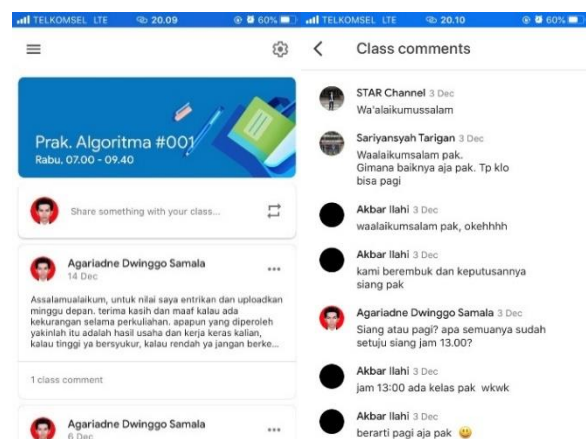 TELKOMSEL LTE 20.09 60%
Prak. Algoritma #001
Rabu, 07.00 - 09.40
Share something with your class...
Agariadne Dwinggo Samala
14 Dec
Assalamualaikum, untuk nilai saya entrikan dan uploadkan
minggu depan. terima kasih dan maaf kalau ada
kekurangan selama perkuliahan. apapun yang diperoleh
yakinlah itu adalah hasil usaha dan kerja keras kalian,
kalau tinggi ya bersyukur, kalau rendah ya jangan berke...
1 class comment
Agariadne Dwinggo Samala
6 Dec
TELKOMSEL LTE 20.10 60%
Class comments
STAR Channel 3 Dec
Wa'alaikumussalam
Sariyansyah Tarigan 3 Dec
Waalaikumsalam pak.
Gimana baiknya aja pak. Tp klo
bisa pagi
Akbar Ilahi 3 Dec
waalaikumsalam pak, okehhhh
Akbar Ilahi 3 Dec
kami berembuk dan keputusannya
siang pak
Agariadne Dwinggo Samala 3 Dec
Siang atau pagi? apa semuanya sudah
setuju siang jam 13.00?
Akbar Ilahi 3 Dec
jam 13:00 ada kelas pak wkwk
Akbar Ilahi 3 Dec
berarti pagi aja pak 😃